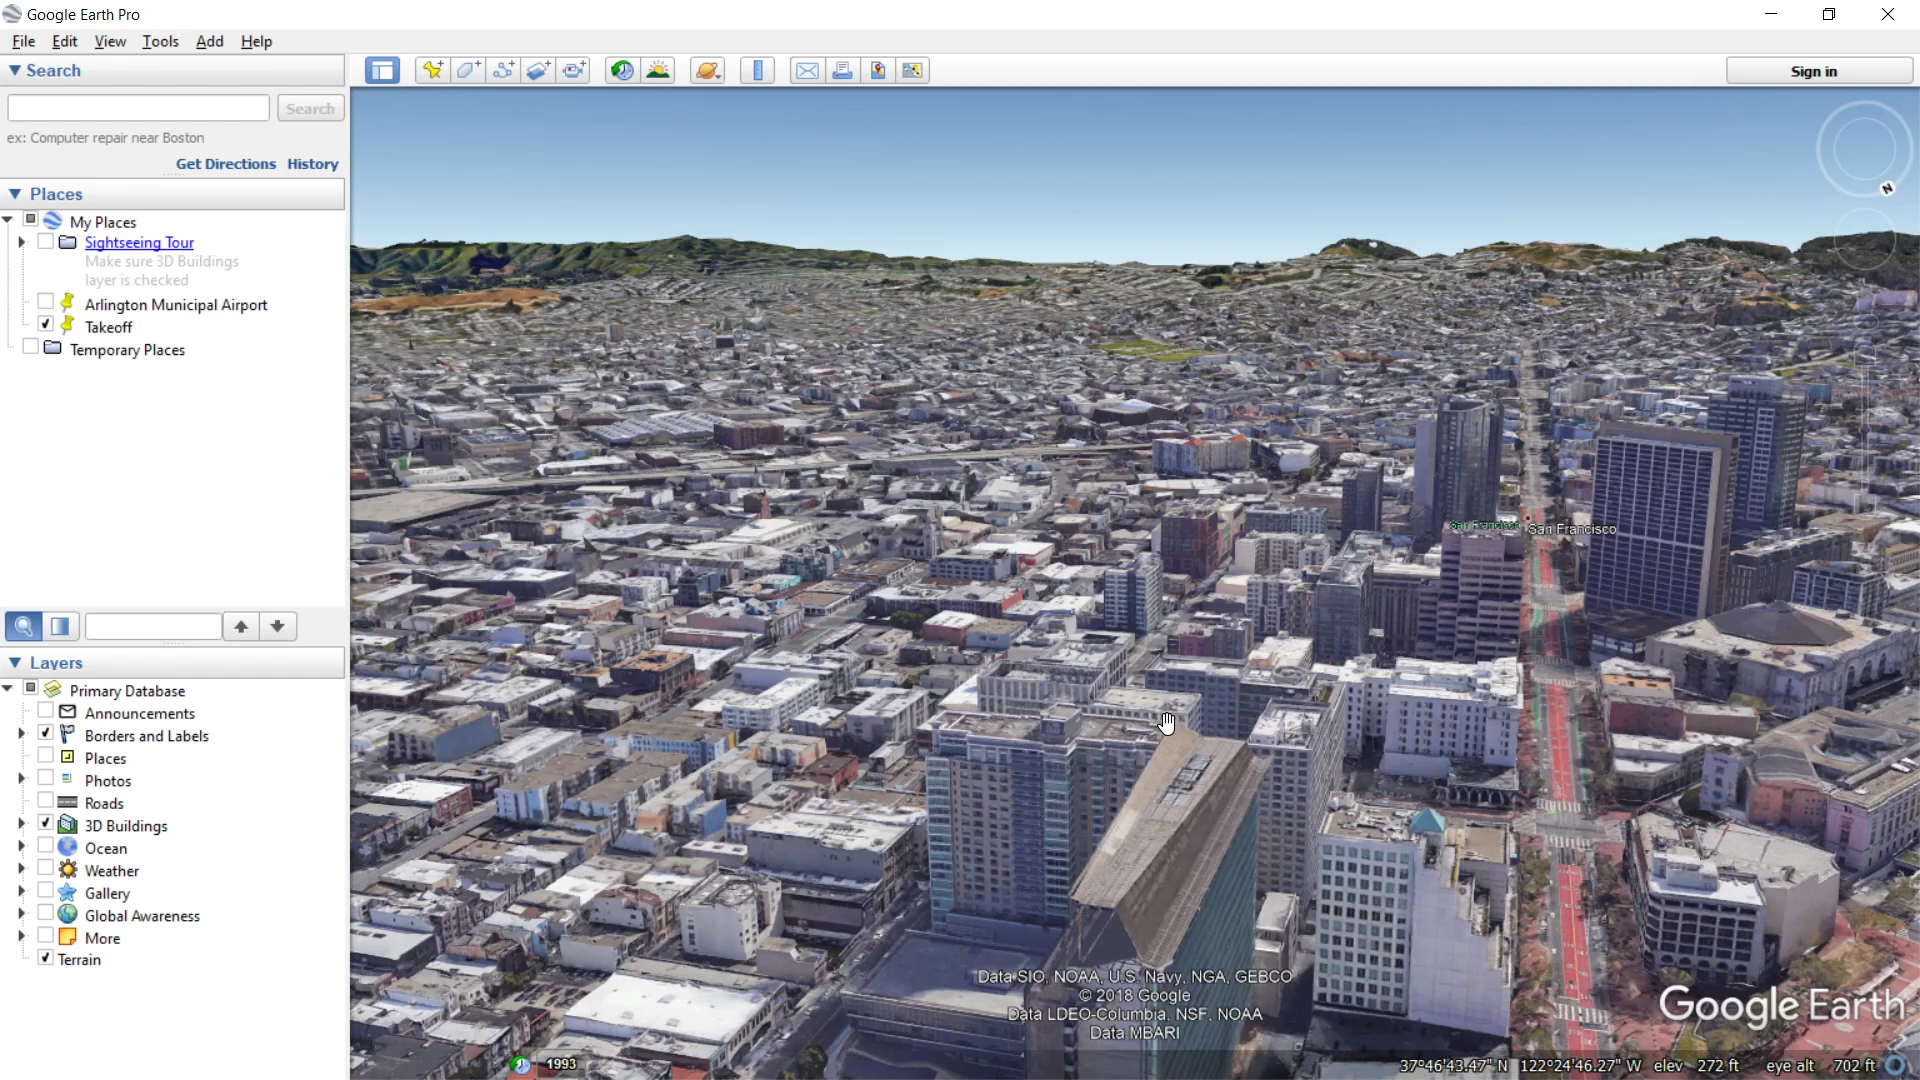 Google Earth Pro
File Edit View Tools Add Help
Search
Sign in
Search
ex: Computer repair near Boston
Get Directions History
Places
My Places
Sightseeing Tour
Make sure 3D Buildings
layer is checked
Arlington Municipal Airport
Takeoff
Temporary Places
Layers
Primary Database
Announcements
Borders and Labels
Places
Photos
Roads
3D Buildings
Ocean
Weather
Gallery
Global Awareness
More
Terrain
N
San Francisco San Francisco
Data SIO, NOAA, U.S. Navy, NGA, GEBCO
© 2018 Google
Data LDEO-Columbia, NSF, NOAA
Data MBARI
Google Earth
1993
37°46'43.47" N 122°24'46.27" W elev 272 ft eye alt 702 ft